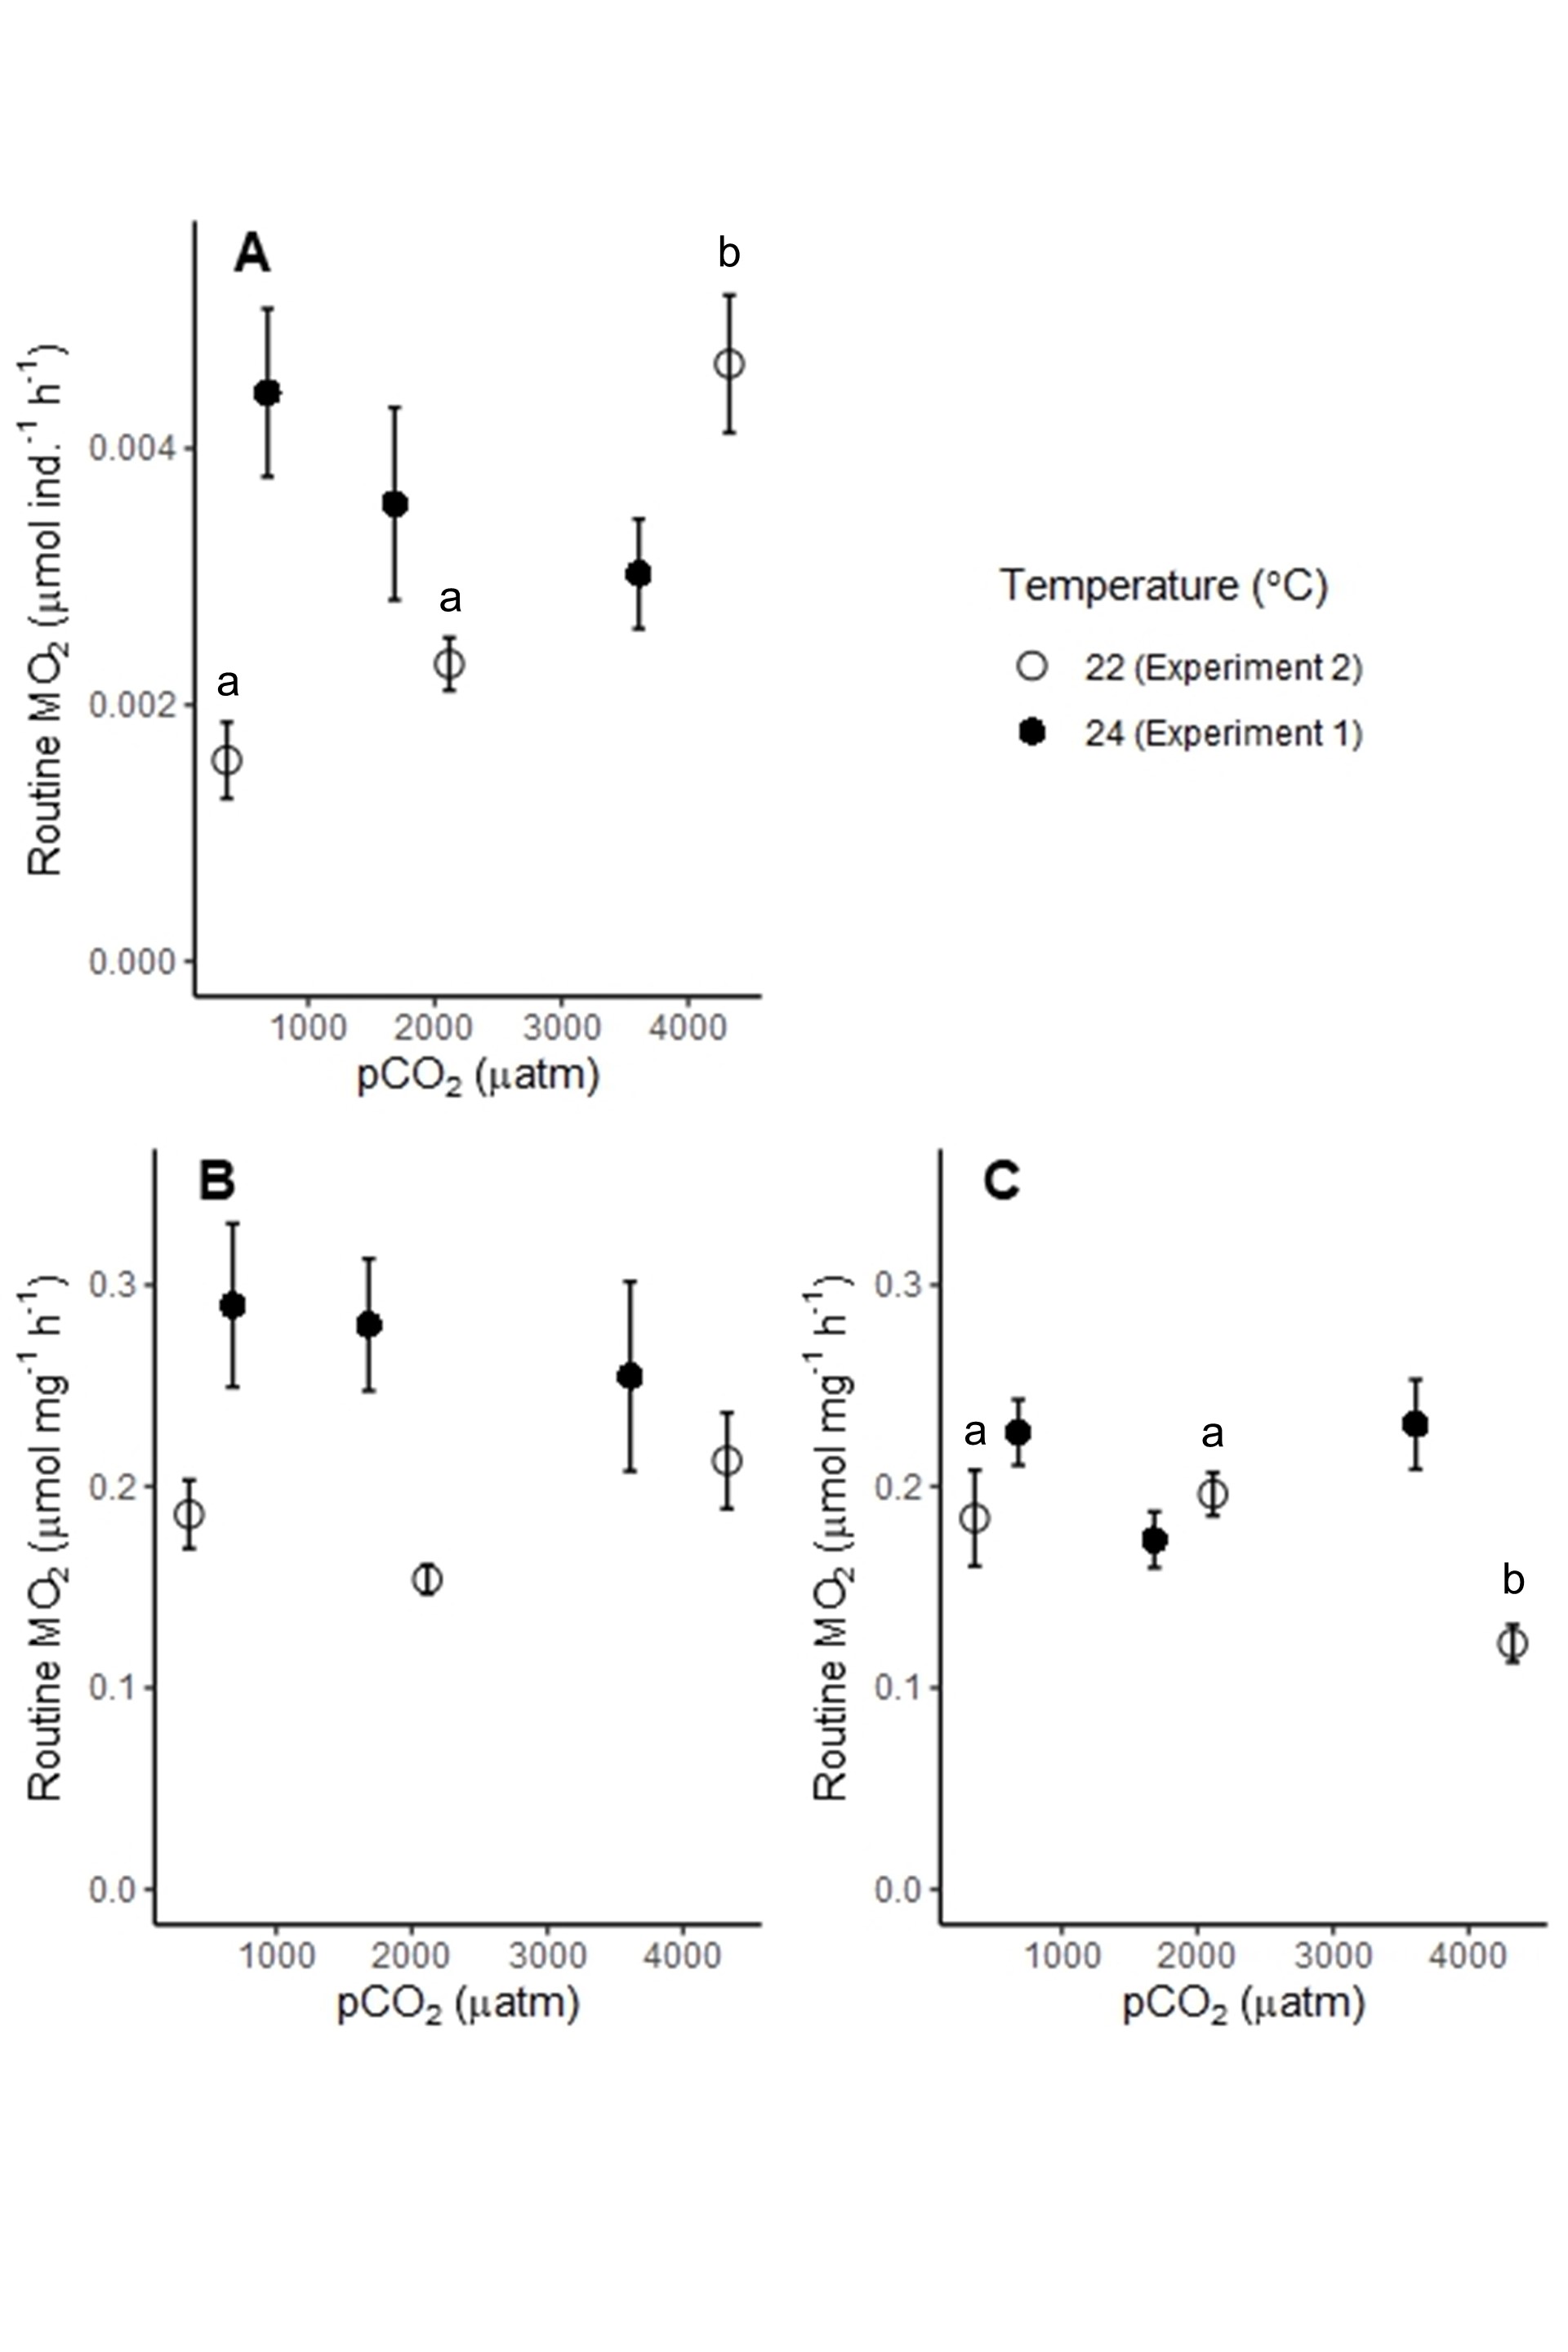 A
b
a
a
Routine MO₂ (μmol ind.⁻¹ h⁻¹)
0.004
0.002
0.000
1000 2000 3000 4000
pCO₂ (μatm)
Temperature (°C)
22 (Experiment 2)
24 (Experiment 1)
B
Routine MO₂ (μmol mg⁻¹ h⁻¹)
0.3
0.2
0.1
0.0
1000 2000 3000 4000
pCO₂ (μatm)
C
a
a
b
Routine MO₂ (μmol mg⁻¹ h⁻¹)
0.3
0.2
0.1
0.0
1000 2000 3000 4000
pCO₂ (μatm)